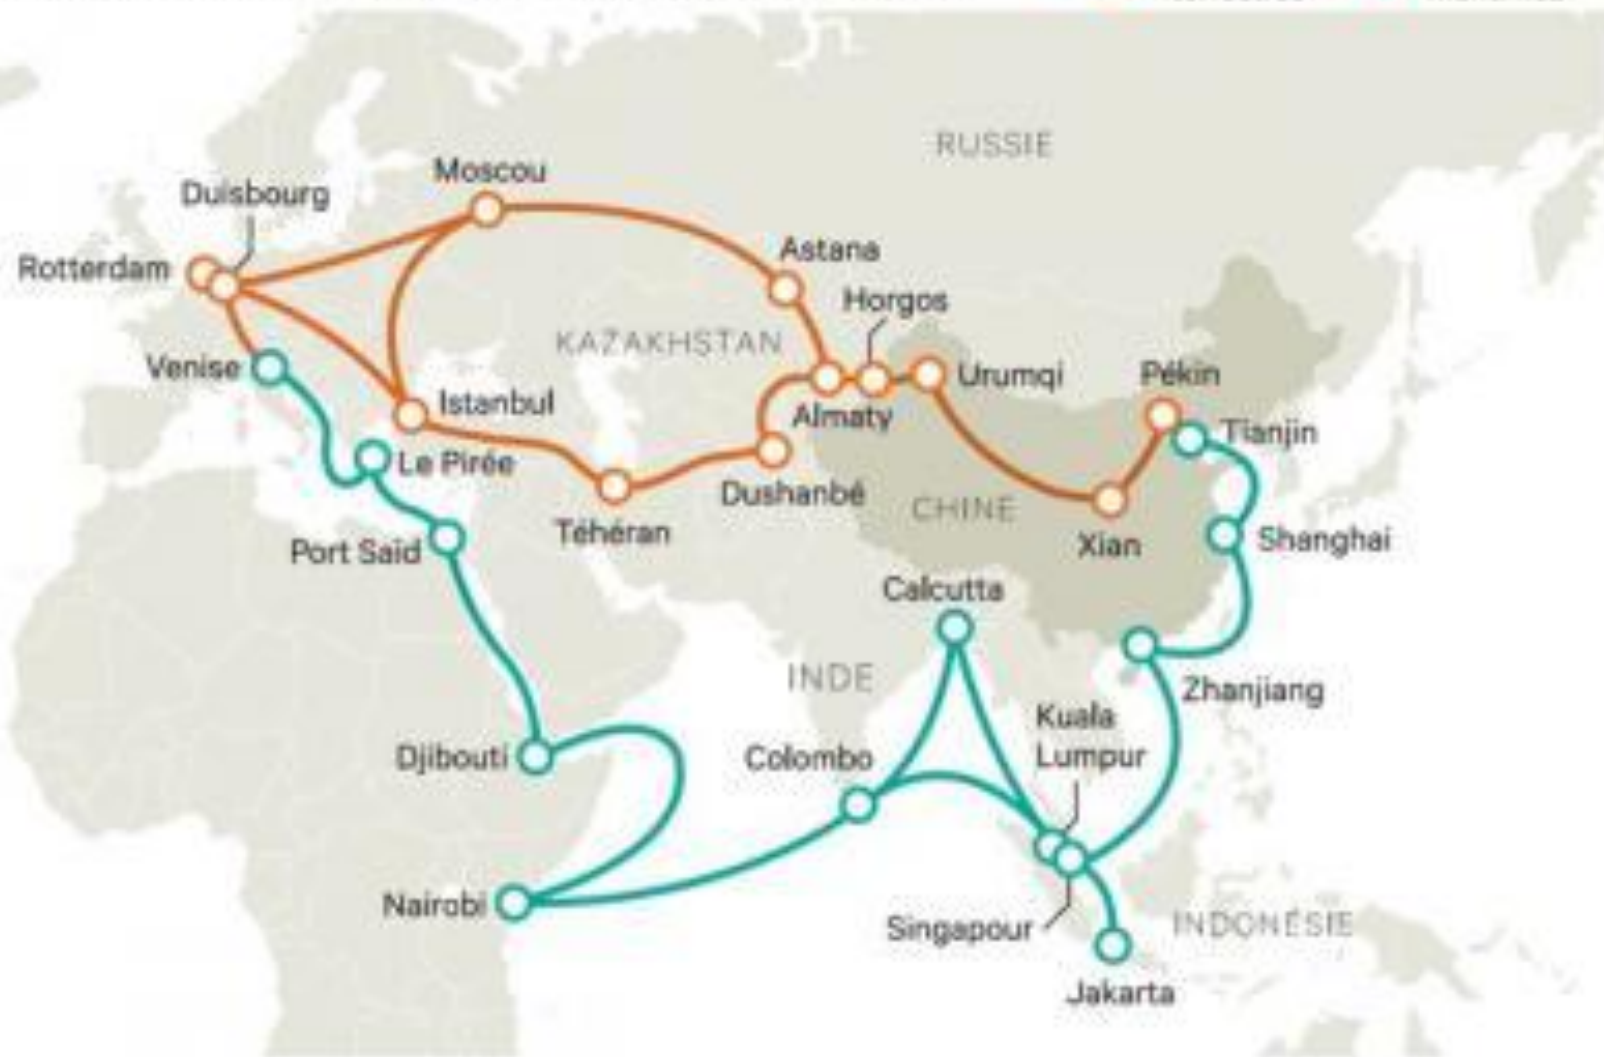 RUSSIE
Moscou
Duisbourg
Rotterdam
Astana
Horgos
KAZAKHSTAN
Venise
Urumqi
Pékin
Istanbul
Almaty
Tianjin
Le Pirée
Dushanbé
CHINE
Téhéran
Xian
Shanghai
Port Saïd
Calcutta
INDE
Zhanjiang
Kuala
Lumpur
Djibouti
Colombo
Nairobi
Singapour
INDONÉSIE
Jakarta